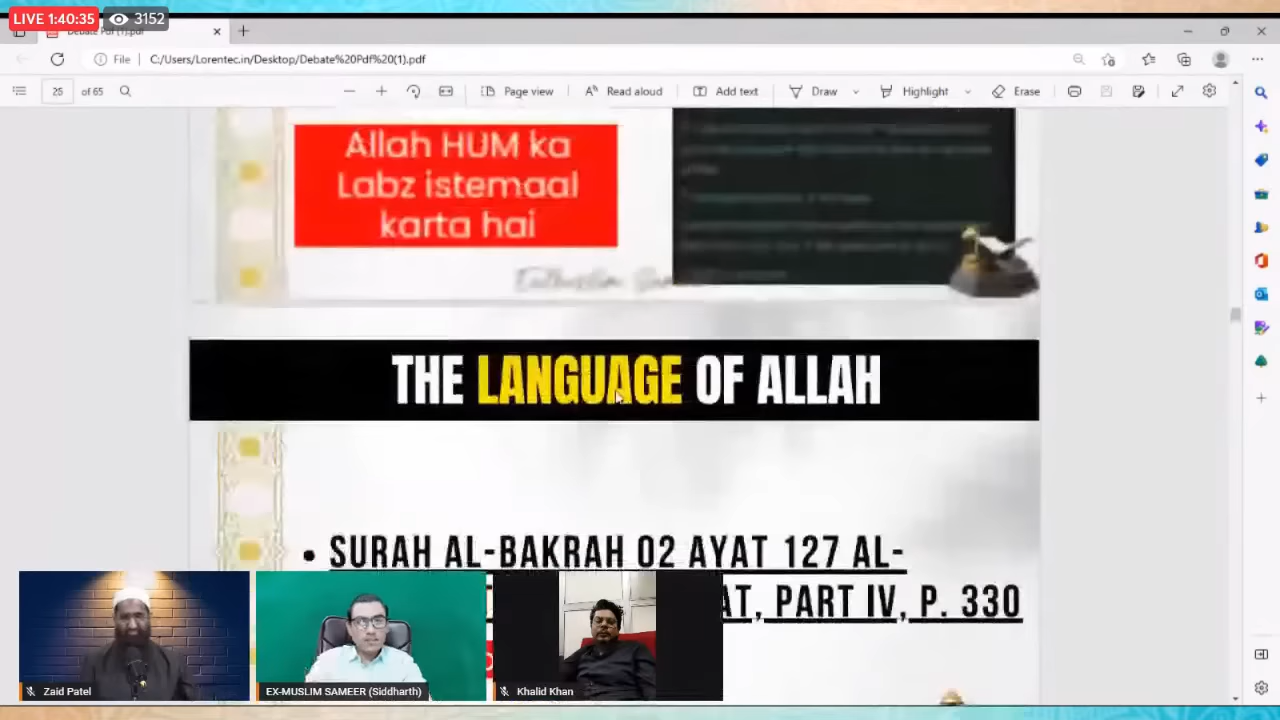 LIVE 1:40:35 3152
Debate Pdf (1).pdf
File C:/Users/Lorentec.in/Desktop/Debate%20Pdf%20(1).pdf
25 of 65 Page view Read aloud Add text Draw Highlight Erase
Allah HUM ka
Labz istemaal
karta hai
THE LANGUAGE OF ALLAH
• SURAH AL-BAKRAH 02 AYAT 127 AL-
AT, PART IV, P. 330
Zaid Patel
EX-MUSLIM SAMEER (Siddharth)
Khalid Khan